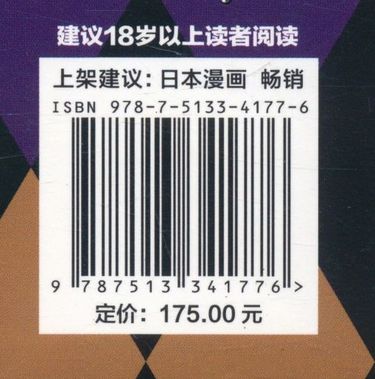 建议18岁以上读者阅读
上架建议：日本漫画 畅销
ISBN 978-7-5133-4177-6
9 787513 341776 >
定价：175.00 元